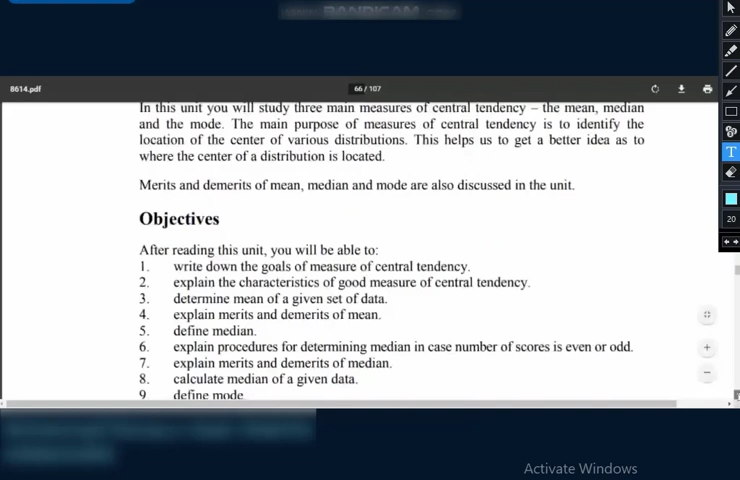 BANDICAM
8614.pdf
66 / 107
In this unit you will study three main measures of central tendency – the mean, median
and the mode. The main purpose of measures of central tendency is to identify the
location of the center of various distributions. This helps us to get a better idea as to
where the center of a distribution is located.
Merits and demerits of mean, median and mode are also discussed in the unit.
Objectives
After reading this unit, you will be able to:
1. write down the goals of measure of central tendency.
2. explain the characteristics of good measure of central tendency.
3. determine mean of a given set of data.
4. explain merits and demerits of mean.
5. define median.
6. explain procedures for determining median in case number of scores is even or odd.
7. explain merits and demerits of median.
8. calculate median of a given data.
9 define mode
T
20
Activate Windows